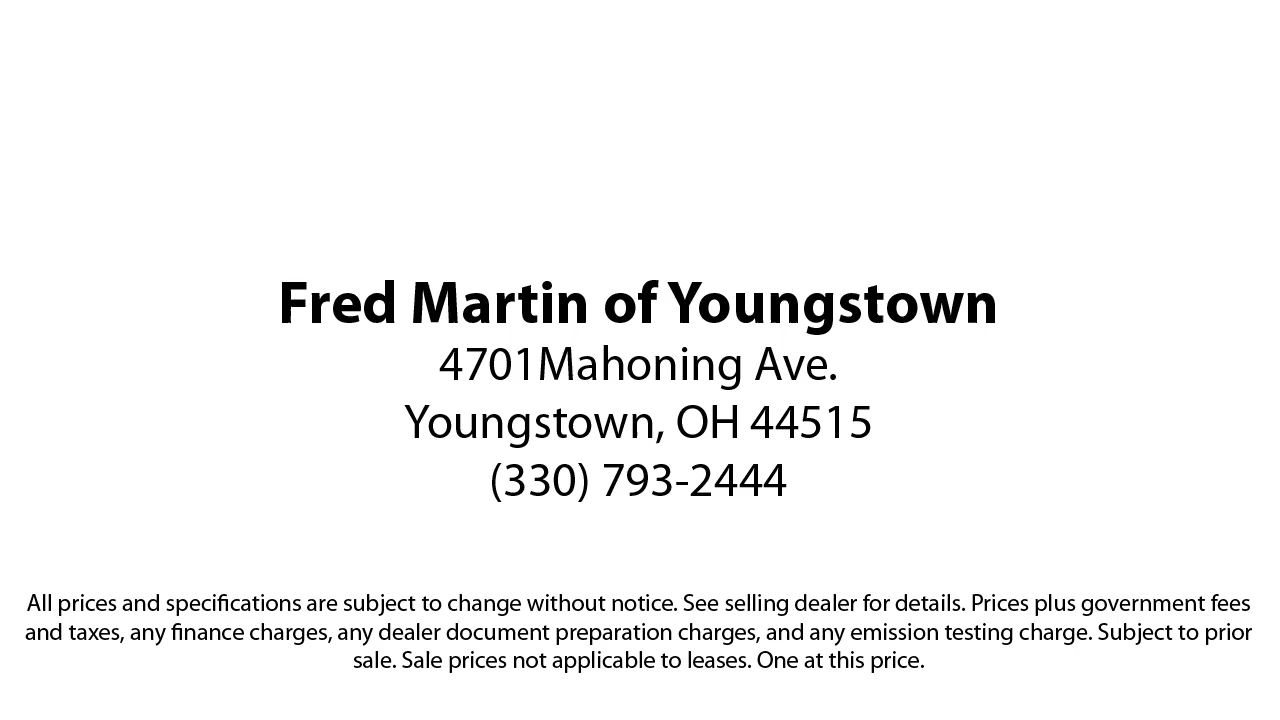 Fred Martin of Youngstown
4701Mahoning Ave.
Youngstown, OH 44515
(330) 793-2444
All prices and specifications are subject to change without notice. See selling dealer for details. Prices plus government fees
and taxes, any finance charges, any dealer document preparation charges, and any emission testing charge. Subject to prior
sale. Sale prices not applicable to leases. One at this price.